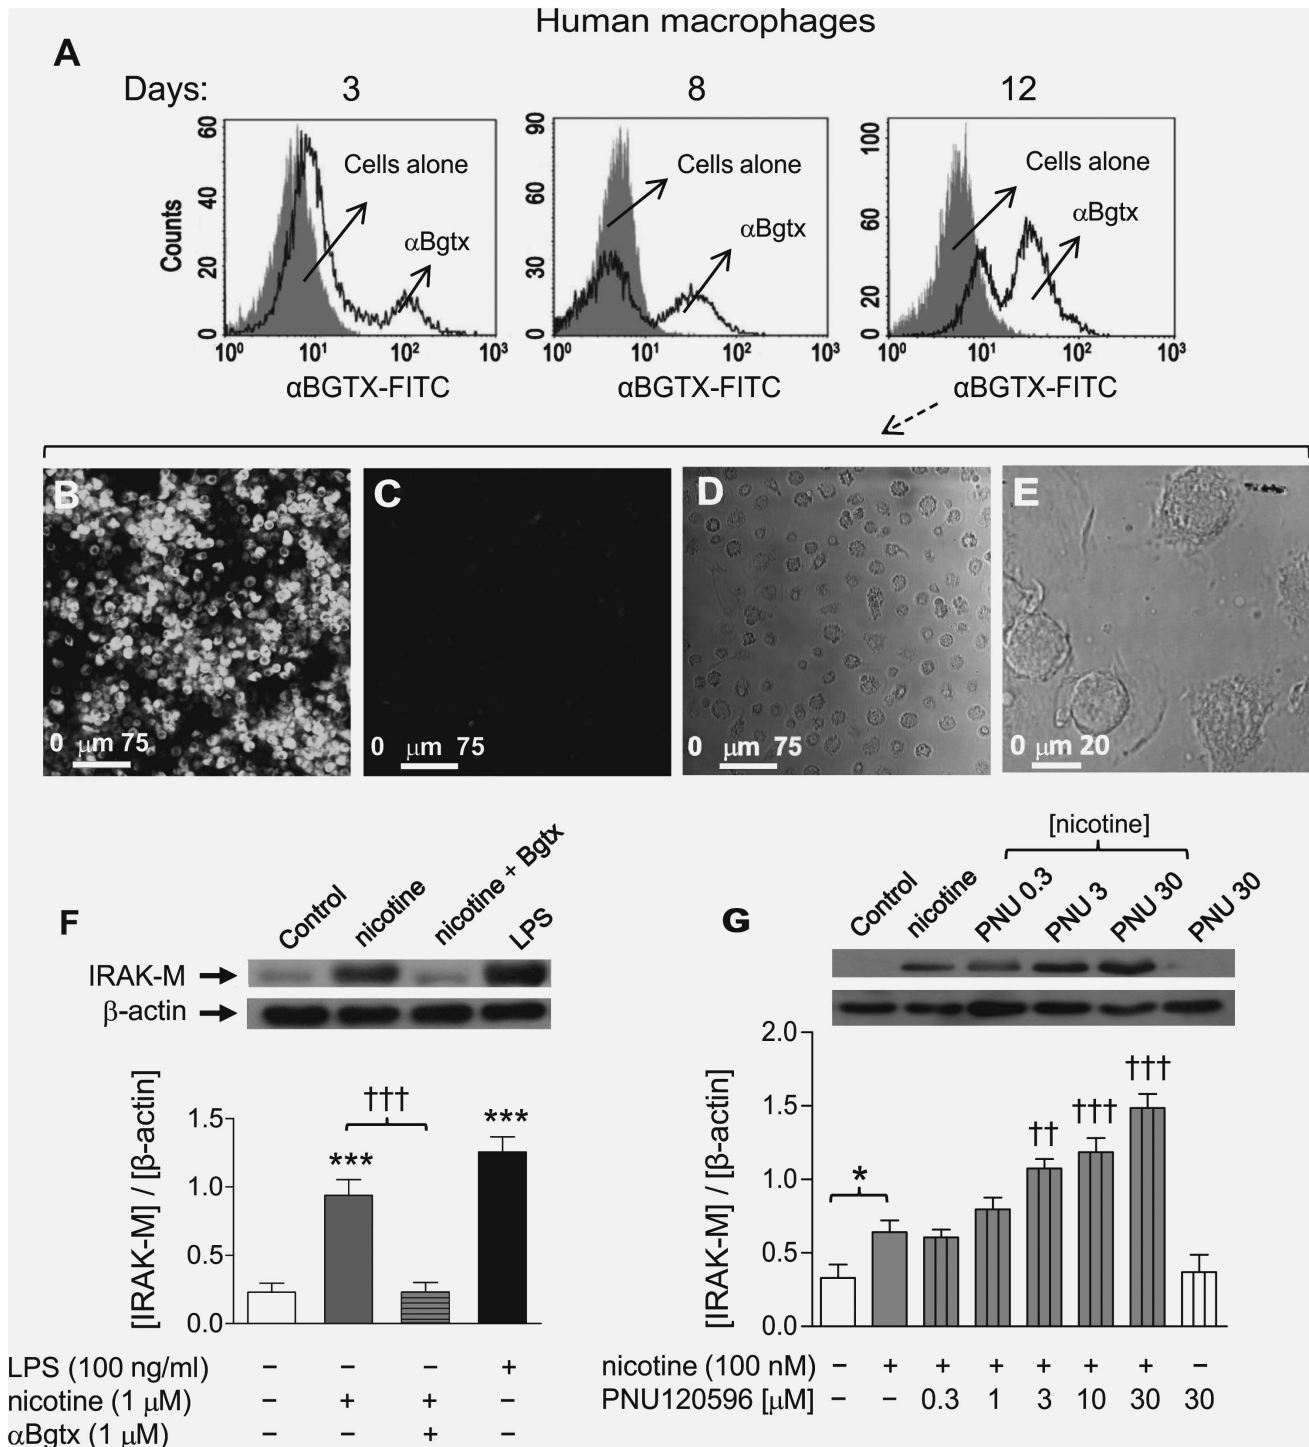 Human macrophages
A
Days: 3 8 12
60
40
20
0
Counts
Cells alone
αBgtx
10⁰ 10¹ 10² 10³
αBGTX-FITC
90
60
30
0
Cells alone
αBgtx
10⁰ 10¹ 10² 10³
αBGTX-FITC
100
60
20
0
Cells alone
αBgtx
10⁰ 10¹ 10² 10³
αBGTX-FITC
B
0 μm 75
C
0 μm 75
D
0 μm 75
E
0 μm 20
F
Control
nicotine
nicotine + Bgtx
LPS
IRAK-M
β-actin
[IRAK-M] / [β-actin]
1.5
1.0
0.5
0.0
***
†††
***
LPS (100 ng/ml) – – – +
nicotine (1 μM) – + + –
αBgtx (1 μM) – – + –
G
[nicotine]
Control
nicotine
PNU 0.3
PNU 3
PNU 30
PNU 30
[IRAK-M] / [β-actin]
2.0
1.5
1.0
0.5
0.0
*
††
†††
†††
nicotine (100 nM) – + + + + + + –
PNU120596 [μM] – – 0.3 1 3 10 30 30